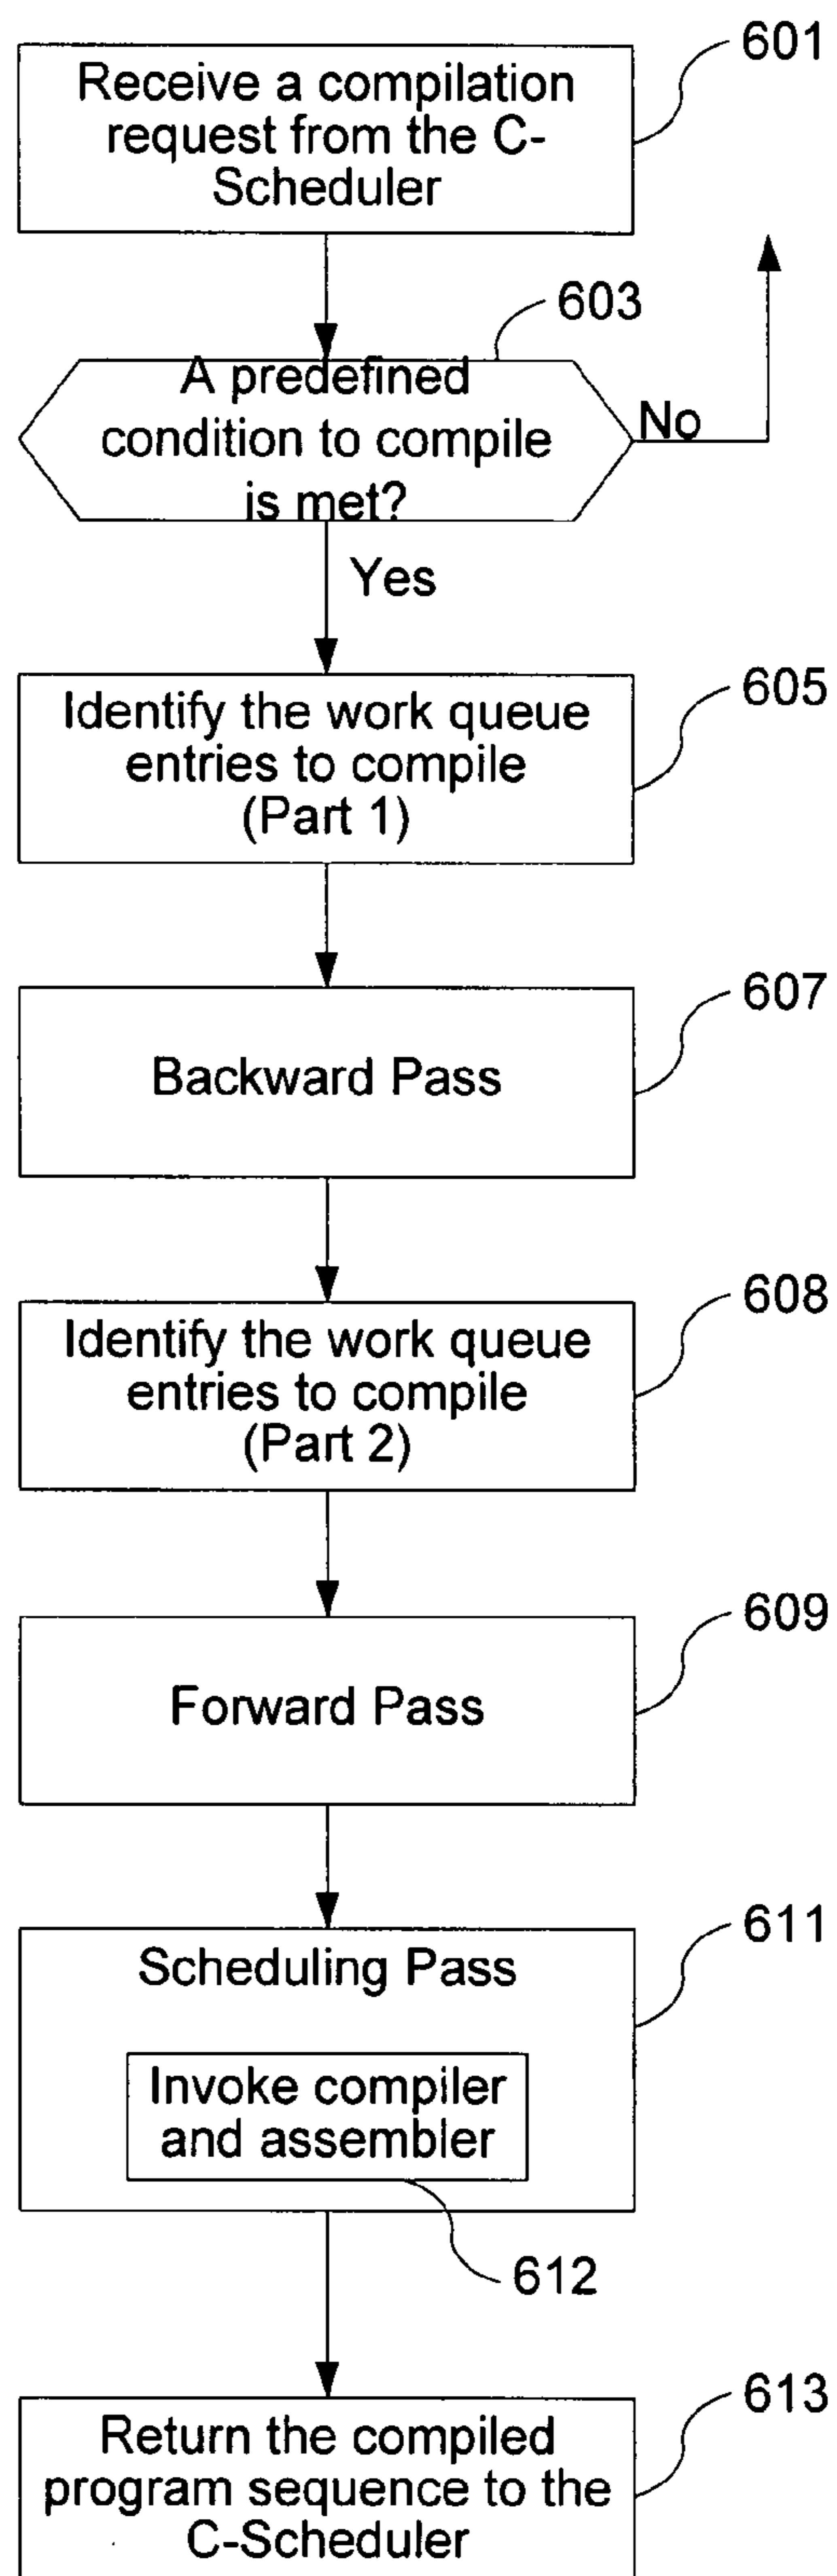 601
Receive a compilation
request from the C-
Scheduler
603
A predefined
condition to compile
is met?
No
Yes
605
Identify the work queue
entries to compile
(Part 1)
607
Backward Pass
608
Identify the work queue
entries to compile
(Part 2)
609
Forward Pass
611
Scheduling Pass
Invoke compiler
and assembler
612
613
Return the compiled
program sequence to the
C-Scheduler